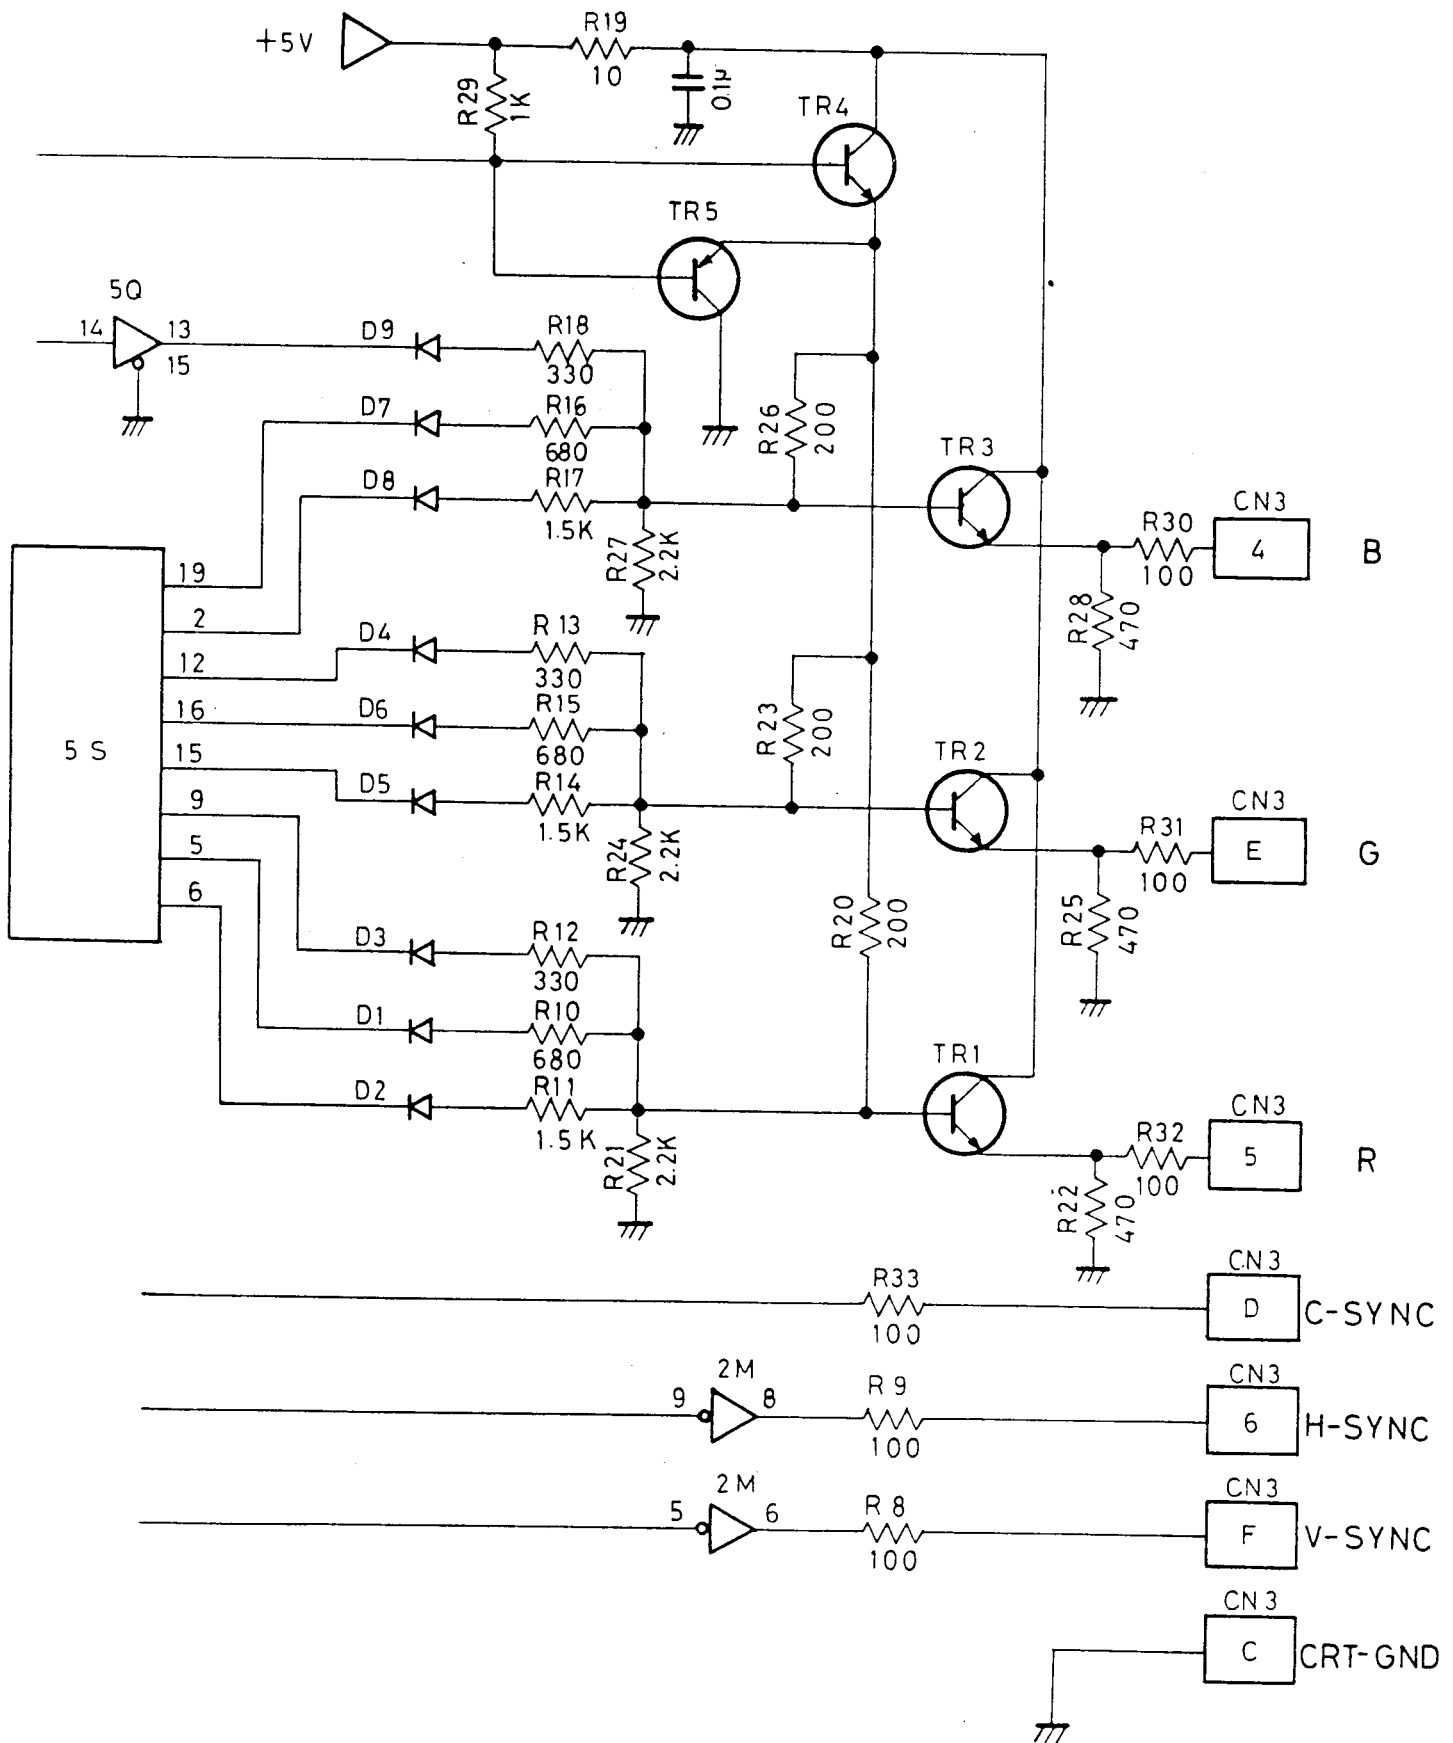 +5V
R19
10
R29
1K
0.1µ
TR4
TR5
5Q
14
13
15
D9
R18
330
D7
R16
680
D8
R17
1.5K
R27
2.2K
R26
200
TR3
R30
100
CN3
4
B
R28
470
5S
19
2
12
16
15
9
5
6
D4
R13
330
D6
R15
680
D5
R14
1.5K
R24
2.2K
R23
200
TR2
R31
100
CN3
E
G
R25
470
R20
200
D3
R12
330
D1
R10
680
D2
R11
1.5K
R21
2.2K
TR1
R32
100
CN3
5
R
R22
470
R33
100
CN3
D
C-SYNC
2M
9
8
R9
100
CN3
6
H-SYNC
2M
5
6
R8
100
CN3
F
V-SYNC
CN3
C
CRT-GND